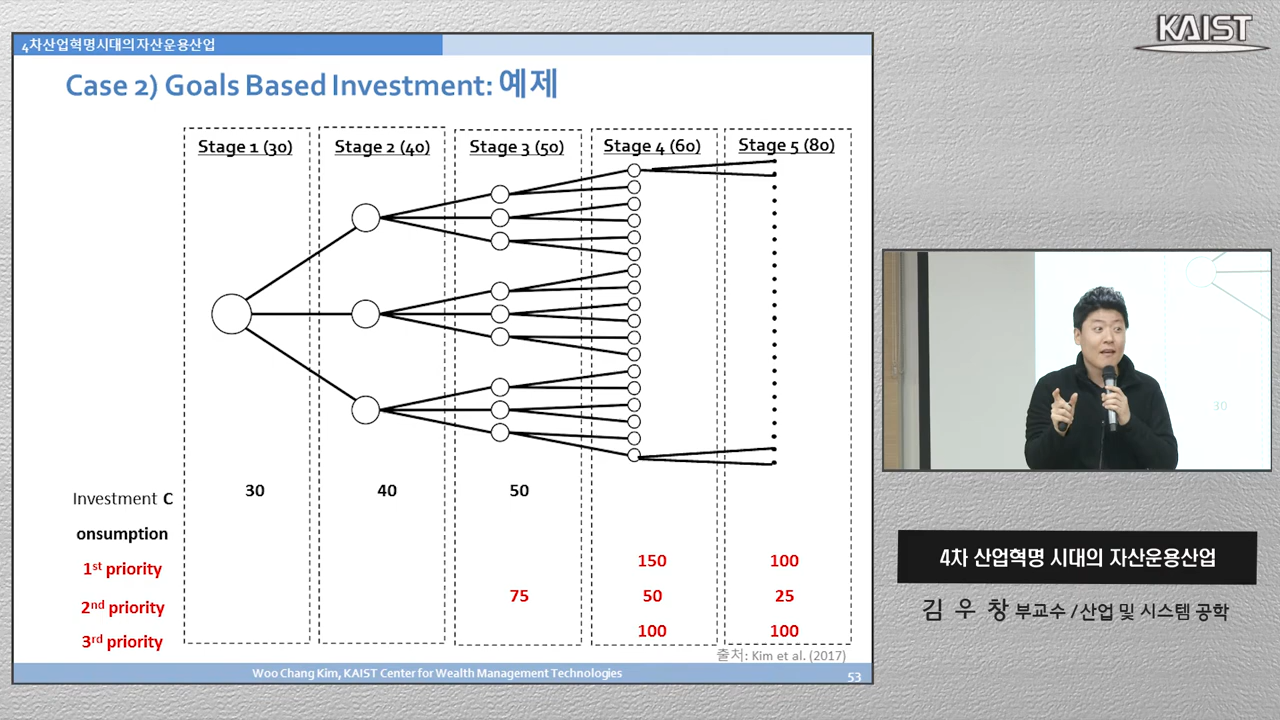 KAIST
4차산업혁명시대의자산운용산업
Case 2) Goals Based Investment: 예제
Stage 1 (30) Stage 2 (40) Stage 3 (50) Stage 4 (60) Stage 5 (80)
Investment C 30 40 50
onsumption
1st priority 150 100
2nd priority 75 50 25
3rd priority 100 100
출처: Kim et al. (2017)
Woo Chang Kim, KAIST Center for Wealth Management Technologies 53
30
4차 산업혁명 시대의 자산운용산업
김 우 창 부교수 / 산업 및 시스템 공학